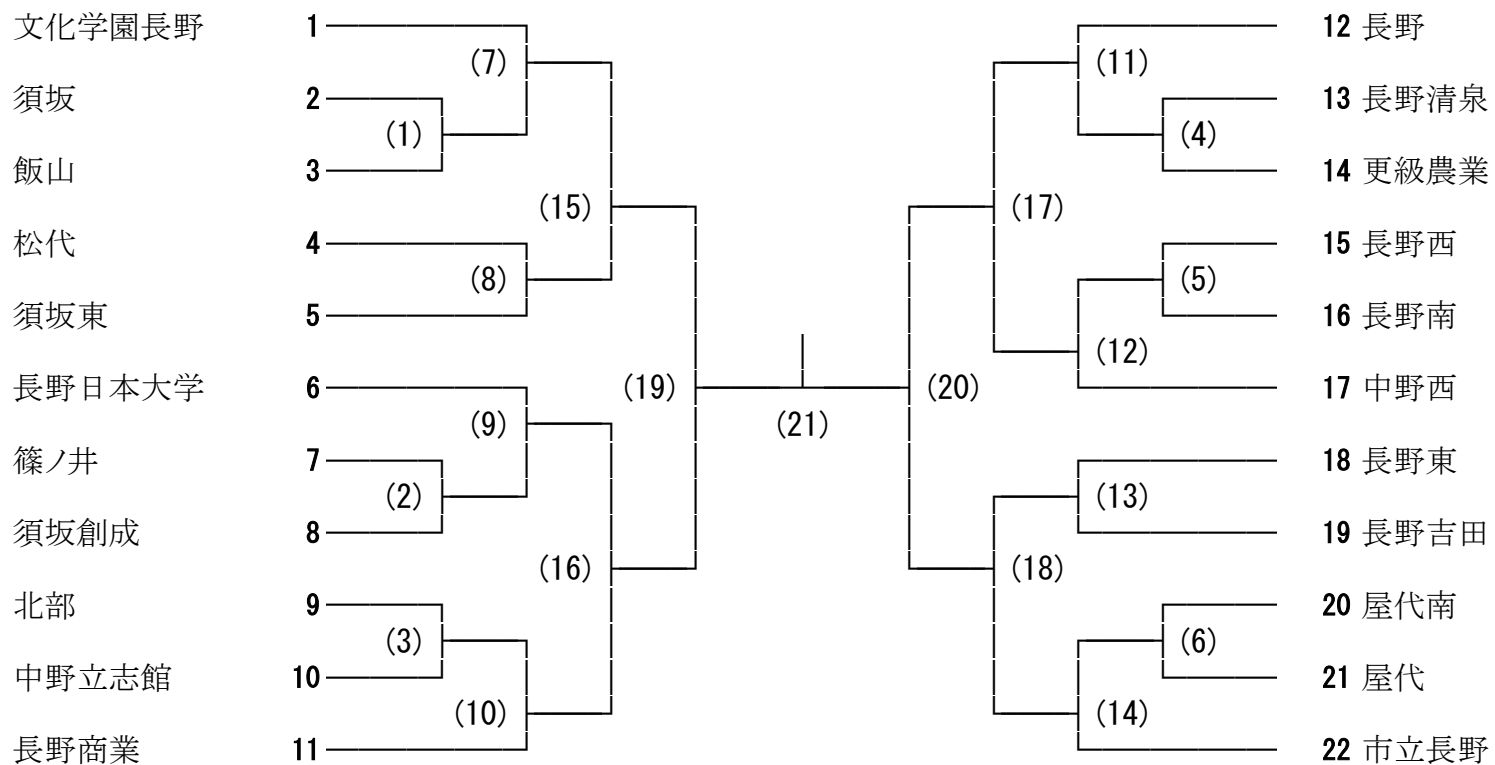 文化学園長野 1
(7)
須坂 2
(1)
飯山 3
(15)
松代 4
(8)
須坂東 5
長野日本大学 6
(9)
篠ノ井 7
(2)
須坂創成 8
(16)
北部 9
(3)
中野立志館 10
(10)
長野商業 11
(19)
(21)
(20)
12 長野
(11)
13 長野清泉
(4)
14 更級農業
(17)
15 長野西
(5)
16 長野南
(12)
17 中野西
18 長野東
(13)
19 長野吉田
(18)
20 屋代南
(6)
21 屋代
(14)
22 市立長野